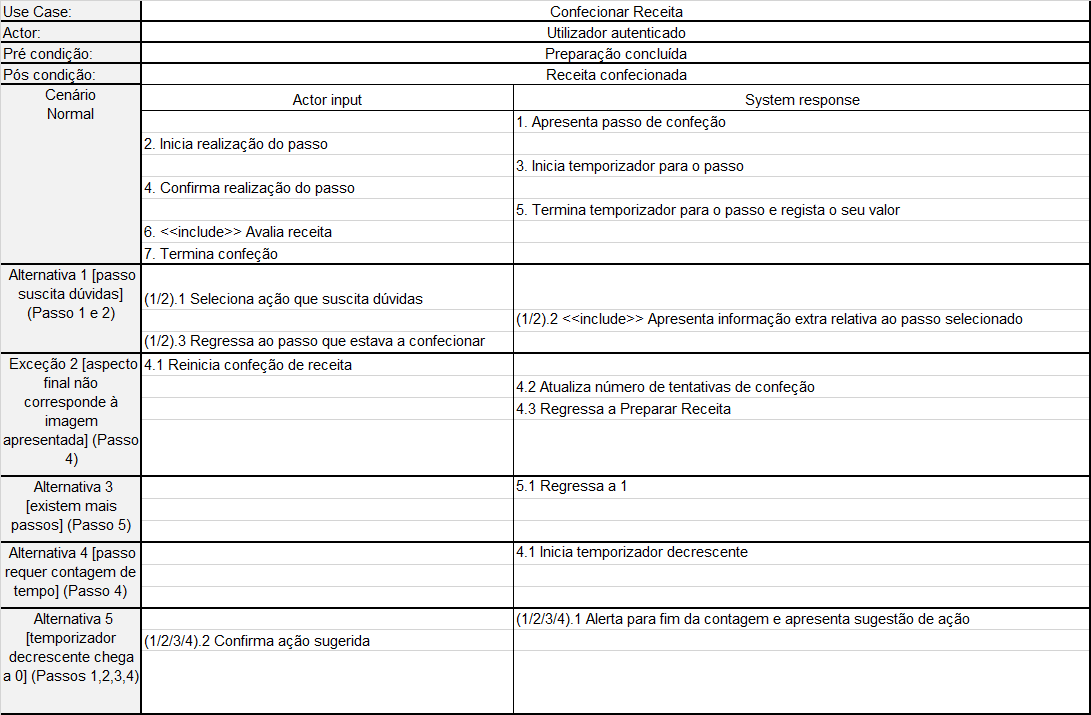 Use Case:
Confecionar Receita
Actor:
Utilizador autenticado
Pré condição:
Preparação concluída
Pós condição:
Receita confecionada
Cenário
Normal
Actor input
System response
1. Apresenta passo de confeção
2. Inicia realização do passo
3. Inicia temporizador para o passo
4. Confirma realização do passo
5. Termina temporizador para o passo e regista o seu valor
6. <<include>> Avalia receita
7. Termina confeção
Alternativa 1 [passo
suscita dúvidas]
(Passo 1 e 2)
(1/2).1 Seleciona ação que suscita dúvidas
(1/2).2 <<include>> Apresenta informação extra relativa ao passo selecionado
(1/2).3 Regressa ao passo que estava a confecionar
Exceção 2 [aspecto
final não
corresponde à
imagem
apresentada] (Passo
4)
4.1 Reinicia confeção de receita
4.2 Atualiza número de tentativas de confeção
4.3 Regressa a Preparar Receita
Alternativa 3
[existem mais
passos] (Passo 5)
5.1 Regressa a 1
Alternativa 4 [passo
requer contagem de
tempo] (Passo 4)
4.1 Inicia temporizador decrescente
Alternativa 5
[temporizador
decrescente chega
a 0] (Passos 1,2,3,4)
(1/2/3/4).1 Alerta para fim da contagem e apresenta sugestão de ação
(1/2/3/4).2 Confirma ação sugerida